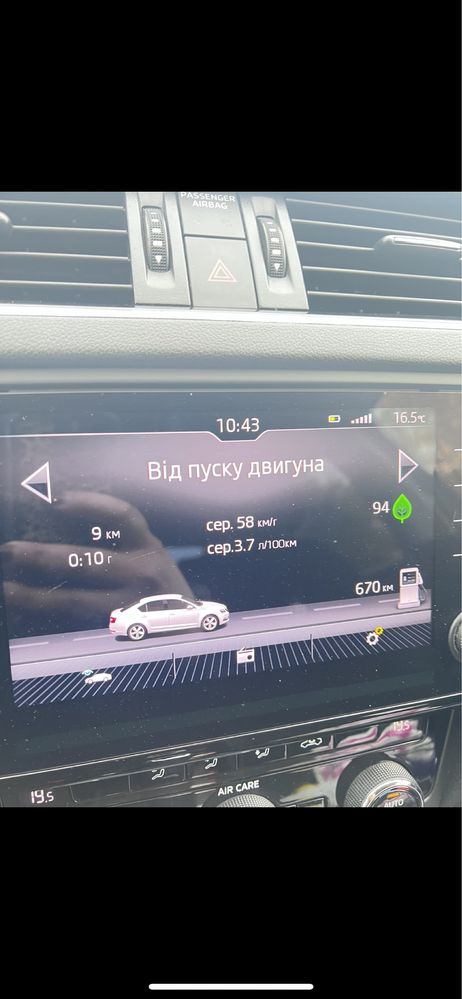 PASSENGER
AIRBAG
10:43
16.5°C
Від пуску двигуна
94
9 км
сер. 58 км/г
0:10 г
сер.3.7 л/100км
670 км
19.5
19.5
AIR CARE
AUTO